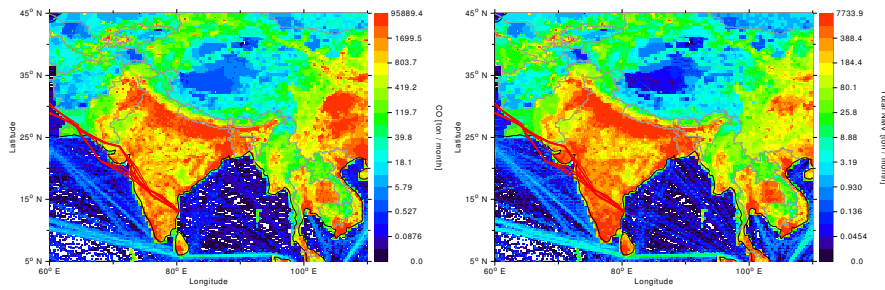 45° N
35° N
25° N
15° N
5° N
60° E
80° E
100° E
Longitude
Latitude
95889.4
1699.5
803.7
419.2
119.7
39.8
18.1
5.79
0.527
0.0876
0.0
CO [ton / month]
45° N
35° N
25° N
15° N
5° N
60° E
80° E
100° E
Longitude
Latitude
7733.9
388.4
184.4
80.1
25.8
8.88
3.19
0.930
0.136
0.0454
0.0